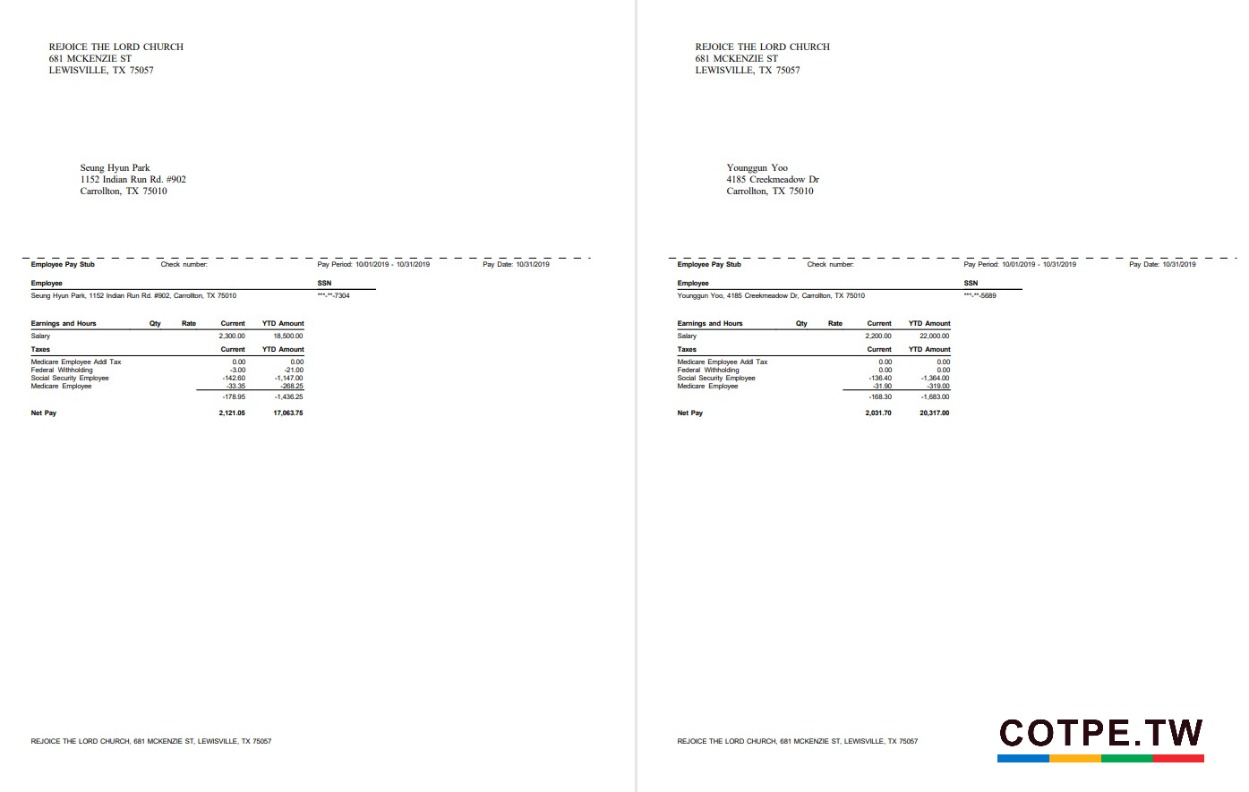 REJOICE THE LORD CHURCH
681 MCKENZIE ST
LEWISVILLE, TX 75057
Seung Hyun Park
1152 Indian Run Rd. #902
Carrollton, TX 75010
Employee Pay Stub Check number: Pay Period: 10/01/2019 - 10/31/2019 Pay Date: 10/31/2019
Employee SSN
Seung Hyun Park, 1152 Indian Run Rd. #902, Carrollton, TX 75010 ***-**-7304
Earnings and Hours Qty Rate Current YTD Amount
Salary 2,300.00 18,500.00
Taxes Current YTD Amount
Medicare Employee Addl Tax 0.00 0.00
Federal Withholding -3.00 -21.00
Social Security Employee -142.60 -1,147.00
Medicare Employee -33.35 -268.25
-178.95 -1,436.25
Net Pay 2,121.05 17,063.75
REJOICE THE LORD CHURCH, 681 MCKENZIE ST, LEWISVILLE, TX 75057
REJOICE THE LORD CHURCH
681 MCKENZIE ST
LEWISVILLE, TX 75057
Younggun Yoo
4185 Creekmeadow Dr
Carrollton, TX 75010
Employee Pay Stub Check number: Pay Period: 10/01/2019 - 10/31/2019 Pay Date: 10/31/2019
Employee SSN
Younggun Yoo, 4185 Creekmeadow Dr, Carrollton, TX 75010 ***-**-5689
Earnings and Hours Qty Rate Current YTD Amount
Salary 2,200.00 22,000.00
Taxes Current YTD Amount
Medicare Employee Addl Tax 0.00 0.00
Federal Withholding 0.00 0.00
Social Security Employee -136.40 -1,364.00
Medicare Employee -31.90 -319.00
-168.30 -1,683.00
Net Pay 2,031.70 20,317.00
REJOICE THE LORD CHURCH, 681 MCKENZIE ST, LEWISVILLE, TX 75057
COTPE.TW